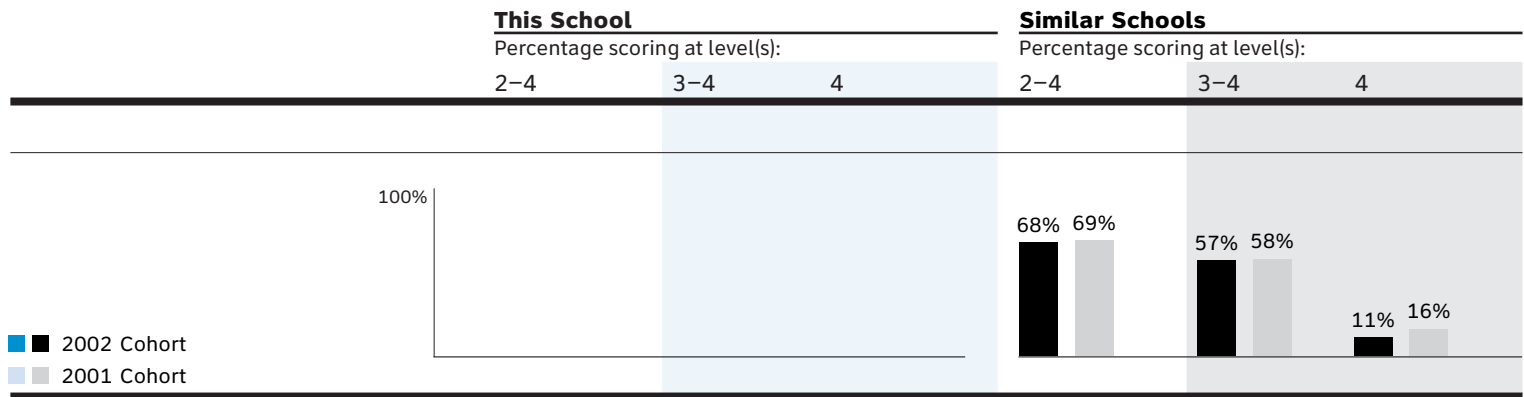 This School Similar Schools
Percentage scoring at level(s): Percentage scoring at level(s):
2–4 3–4 4 2–4 3–4 4
100%
68% 69% 57% 58% 11% 16%
2002 Cohort
2001 Cohort